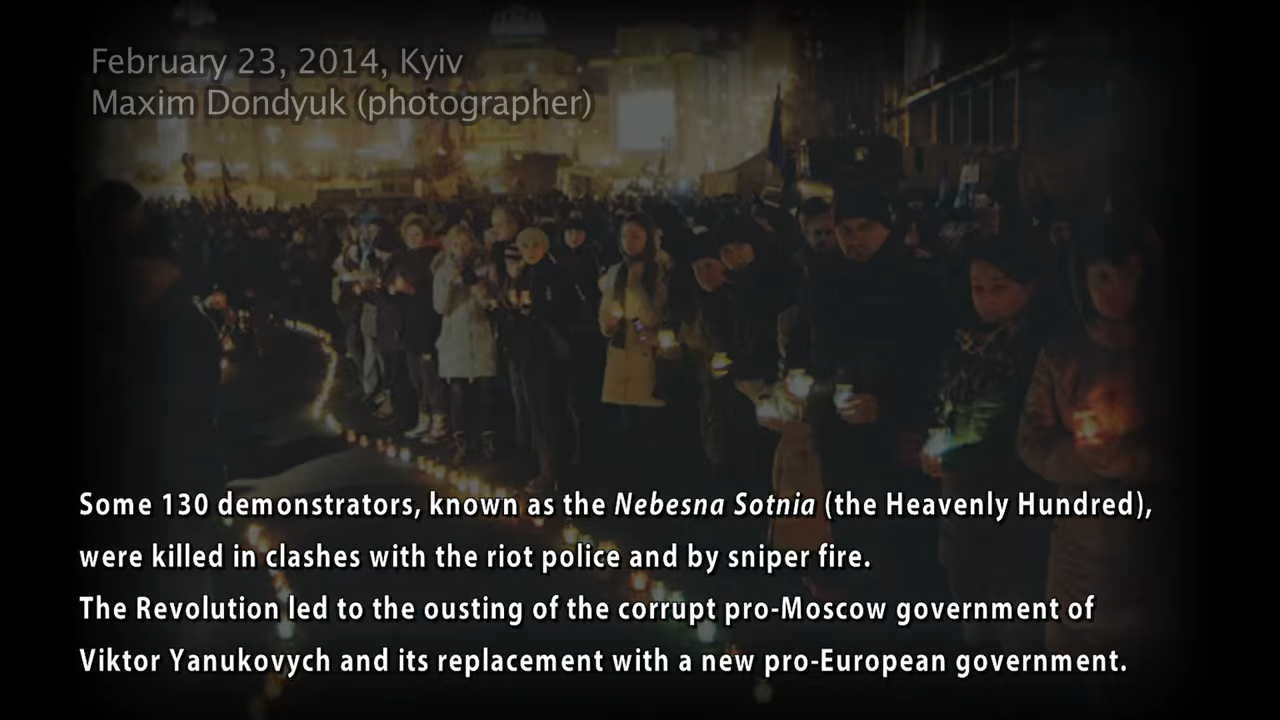 February 23, 2014, Kyiv
Maxim Dondyuk (photographer)
Some 130 demonstrators, known as the Nebesna Sotnia (the Heavenly Hundred),
were killed in clashes with the riot police and by sniper fire.
The Revolution led to the ousting of the corrupt pro-Moscow government of
Viktor Yanukovych and its replacement with a new pro-European government.